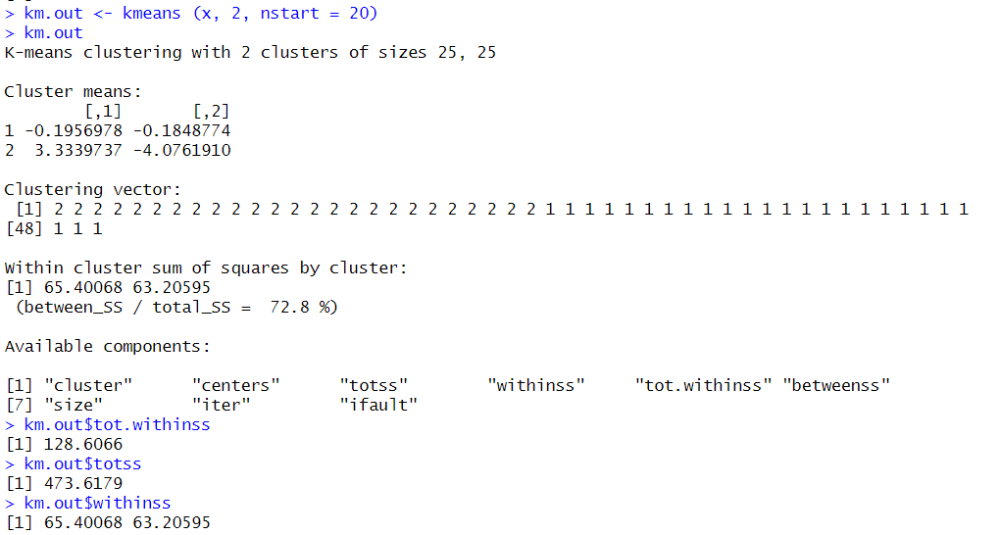 > km.out <- kmeans (x, 2, nstart = 20)
> km.out
K-means clustering with 2 clusters of sizes 25, 25
Cluster means:
        [,1]       [,2]
1 -0.1956978 -0.1848774
2  3.3339737 -4.0761910
Clustering vector:
 [1] 2 2 2 2 2 2 2 2 2 2 2 2 2 2 2 2 2 2 2 2 2 2 2 2 2 1 1 1 1 1 1 1 1 1 1 1 1 1 1 1 1 1 1 1 1 1 1
[48] 1 1 1
Within cluster sum of squares by cluster:
[1] 65.40068 63.20595
 (between_SS / total_SS =  72.8 %)
Available components:
[1] "cluster"      "centers"      "totss"        "withinss"     "tot.withinss" "betweenss"
[7] "size"         "iter"         "ifault"
> km.out$tot.withinss
[1] 128.6066
> km.out$totss
[1] 473.6179
> km.out$withinss
[1] 65.40068 63.20595